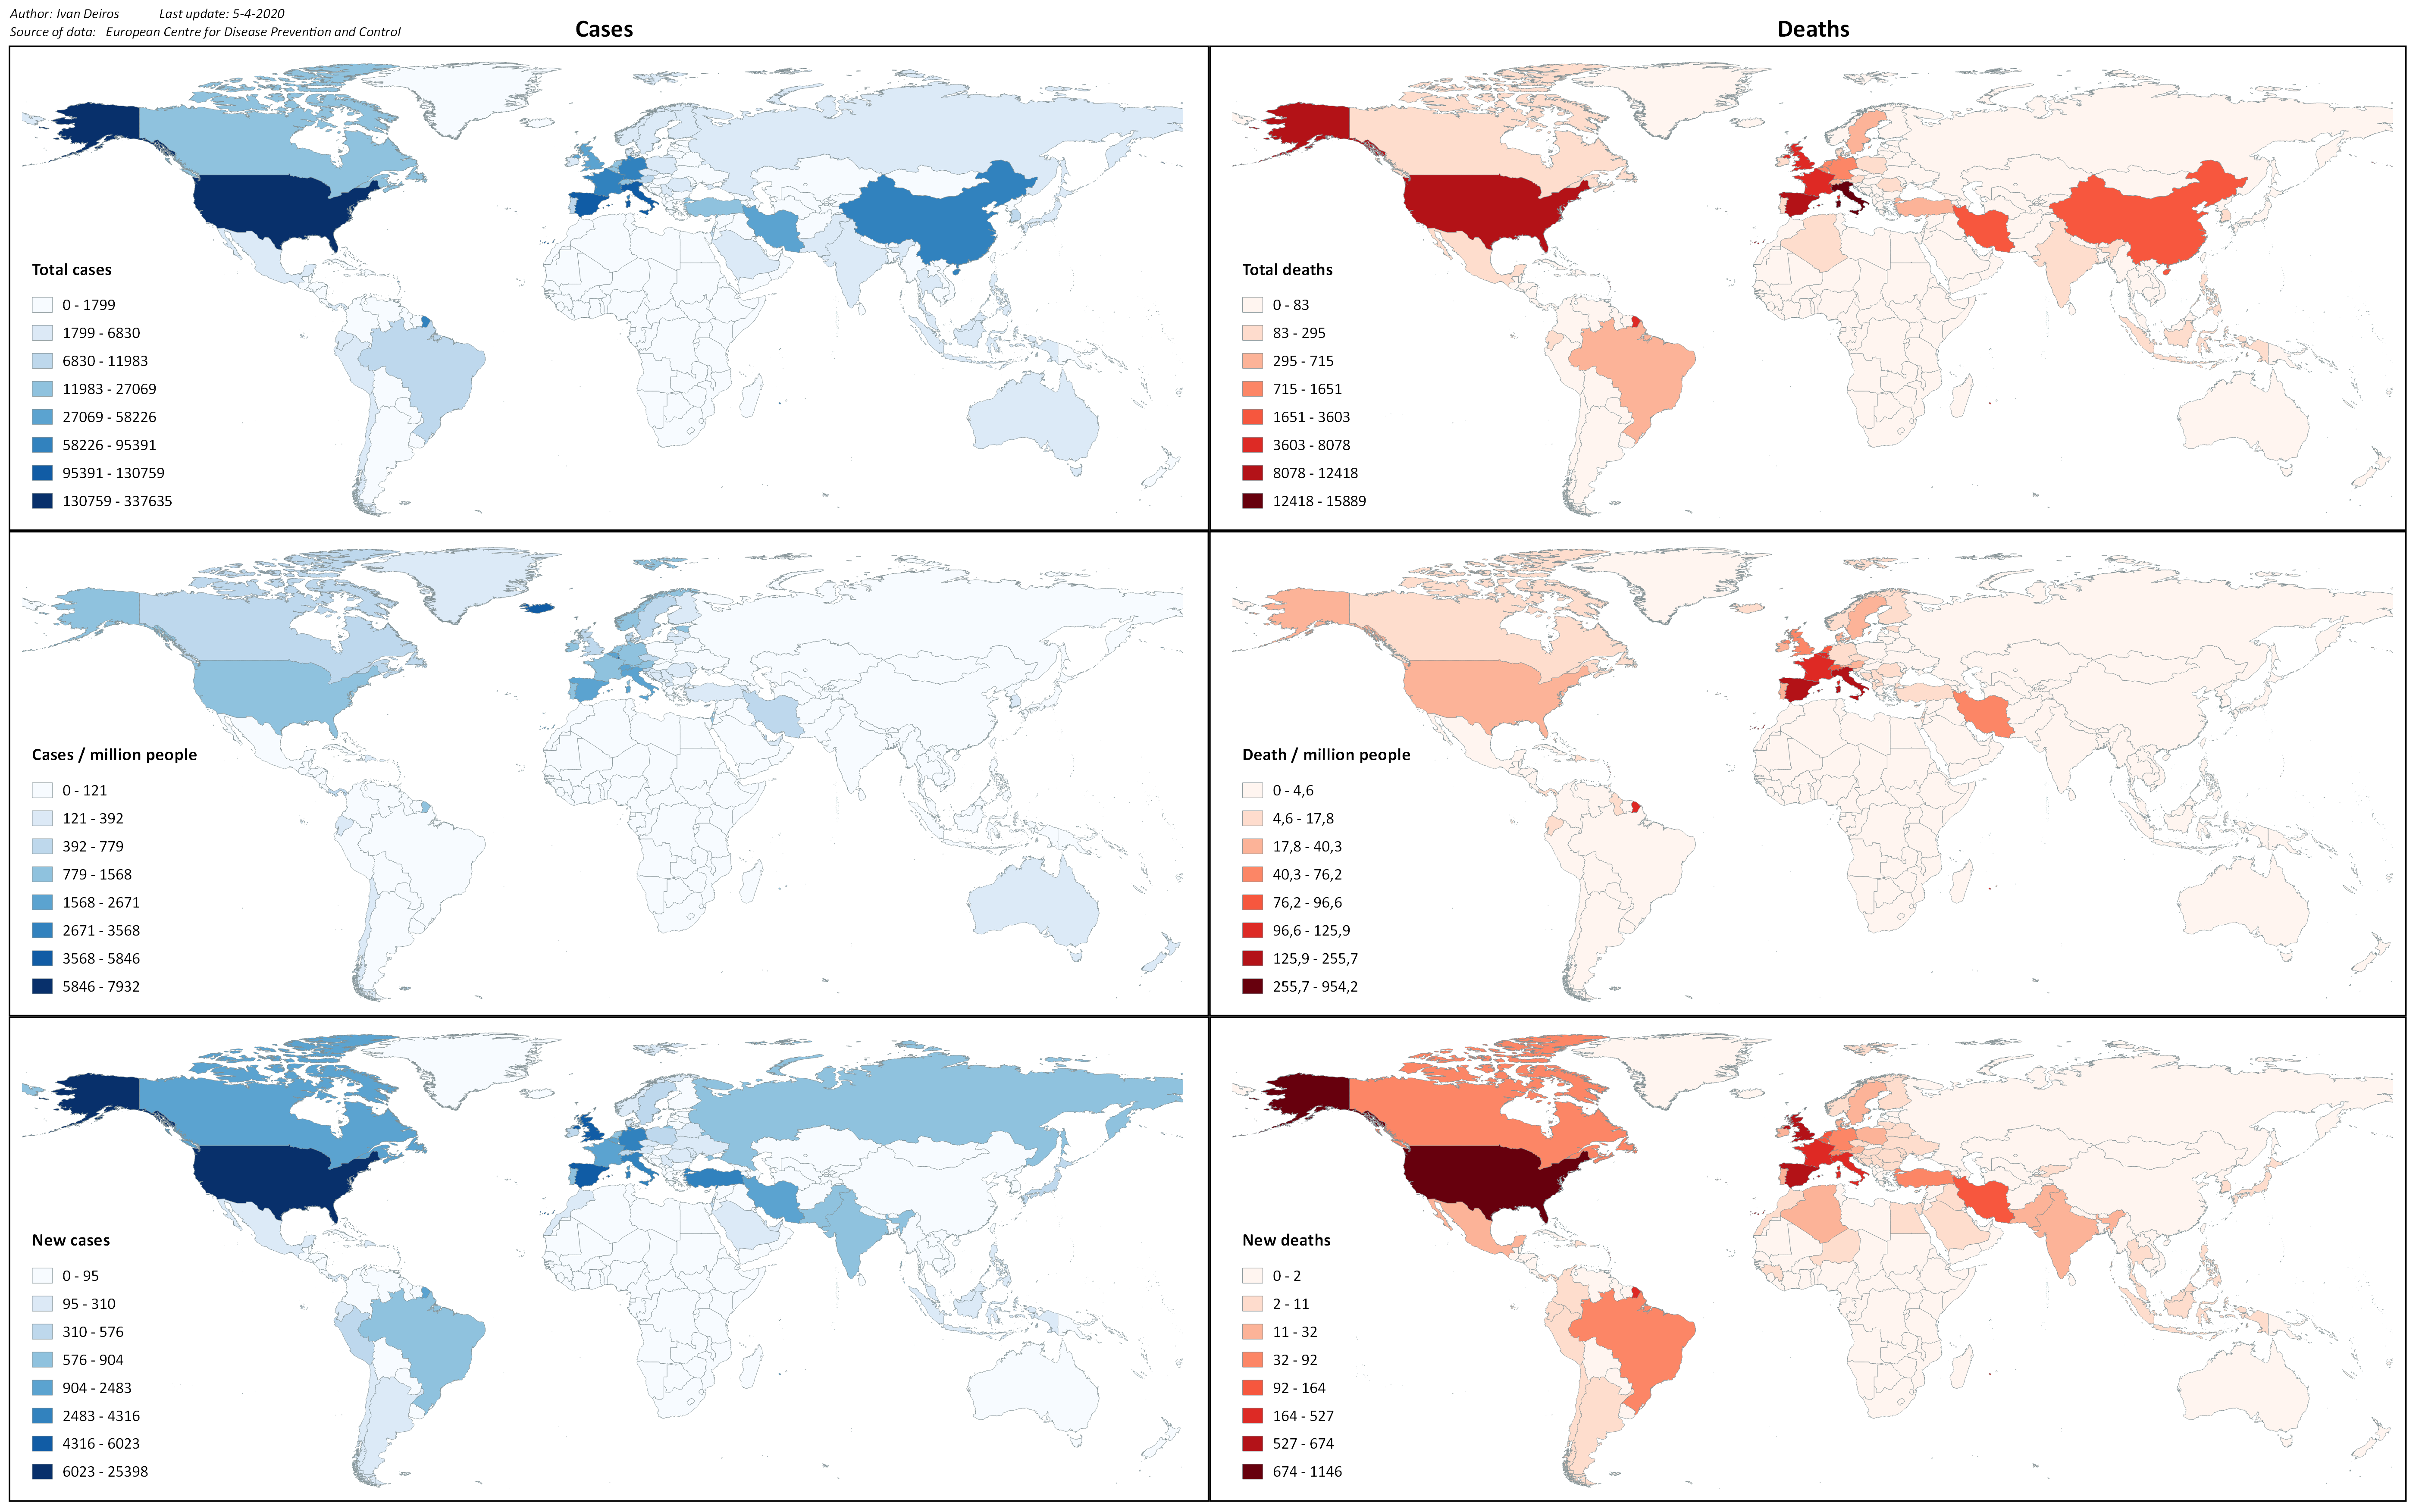 Author: Ivan Deiros Last update: 5-4-2020
Source of data: European Centre for Disease Prevention and Control
Cases
Deaths
Total cases
0 - 1799
1799 - 6830
6830 - 11983
11983 - 27069
27069 - 58226
58226 - 95391
95391 - 130759
130759 - 337635
Total deaths
0 - 83
83 - 295
295 - 715
715 - 1651
1651 - 3603
3603 - 8078
8078 - 12418
12418 - 15889
Cases / million people
0 - 121
121 - 392
392 - 779
779 - 1568
1568 - 2671
2671 - 3568
3568 - 5846
5846 - 7932
Death / million people
0 - 4,6
4,6 - 17,8
17,8 - 40,3
40,3 - 76,2
76,2 - 96,6
96,6 - 125,9
125,9 - 255,7
255,7 - 954,2
New cases
0 - 95
95 - 310
310 - 576
576 - 904
904 - 2483
2483 - 4316
4316 - 6023
6023 - 25398
New deaths
0 - 2
2 - 11
11 - 32
32 - 92
92 - 164
164 - 527
527 - 674
674 - 1146